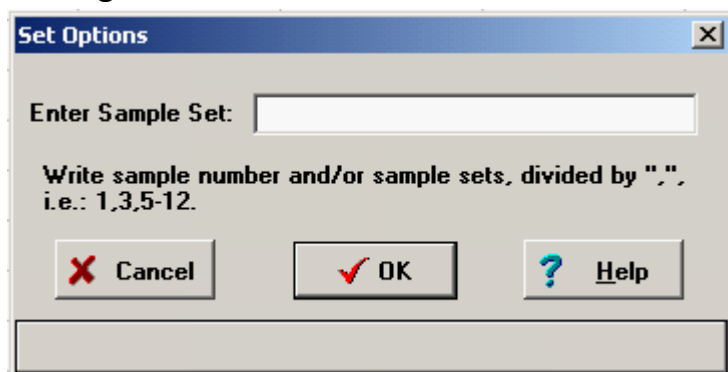 Set Options
Enter Sample Set:
Write sample number and/or sample sets, divided by ",",
i.e.: 1,3,5-12.
Cancel
OK
Help